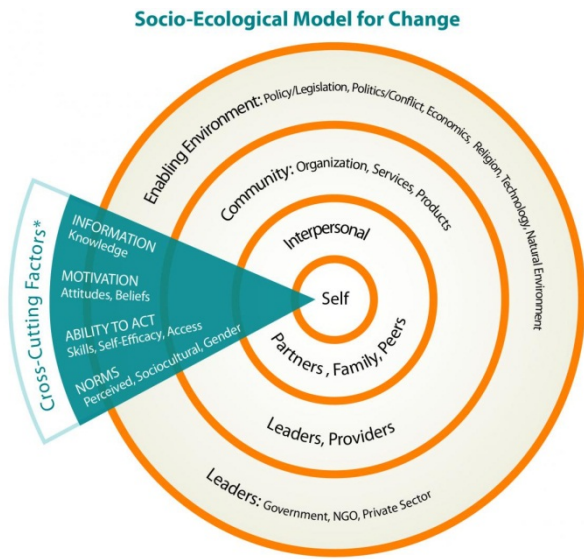 Socio-Ecological Model for Change
Enabling Environment: Policy/Legislation, Politics/Conflict, Economics, Religion, Technology, Natural Environment
Community: Organization, Services, Products
Interpersonal
Self
Partners, Family, Peers
Leaders, Providers
Leaders: Government, NGO, Private Sector
Cross-Cutting Factors*
INFORMATION
Knowledge
MOTIVATION
Attitudes, Beliefs
ABILITY TO ACT
Skills, Self-Efficacy, Access
NORMS
Perceived, Sociocultural, Gender